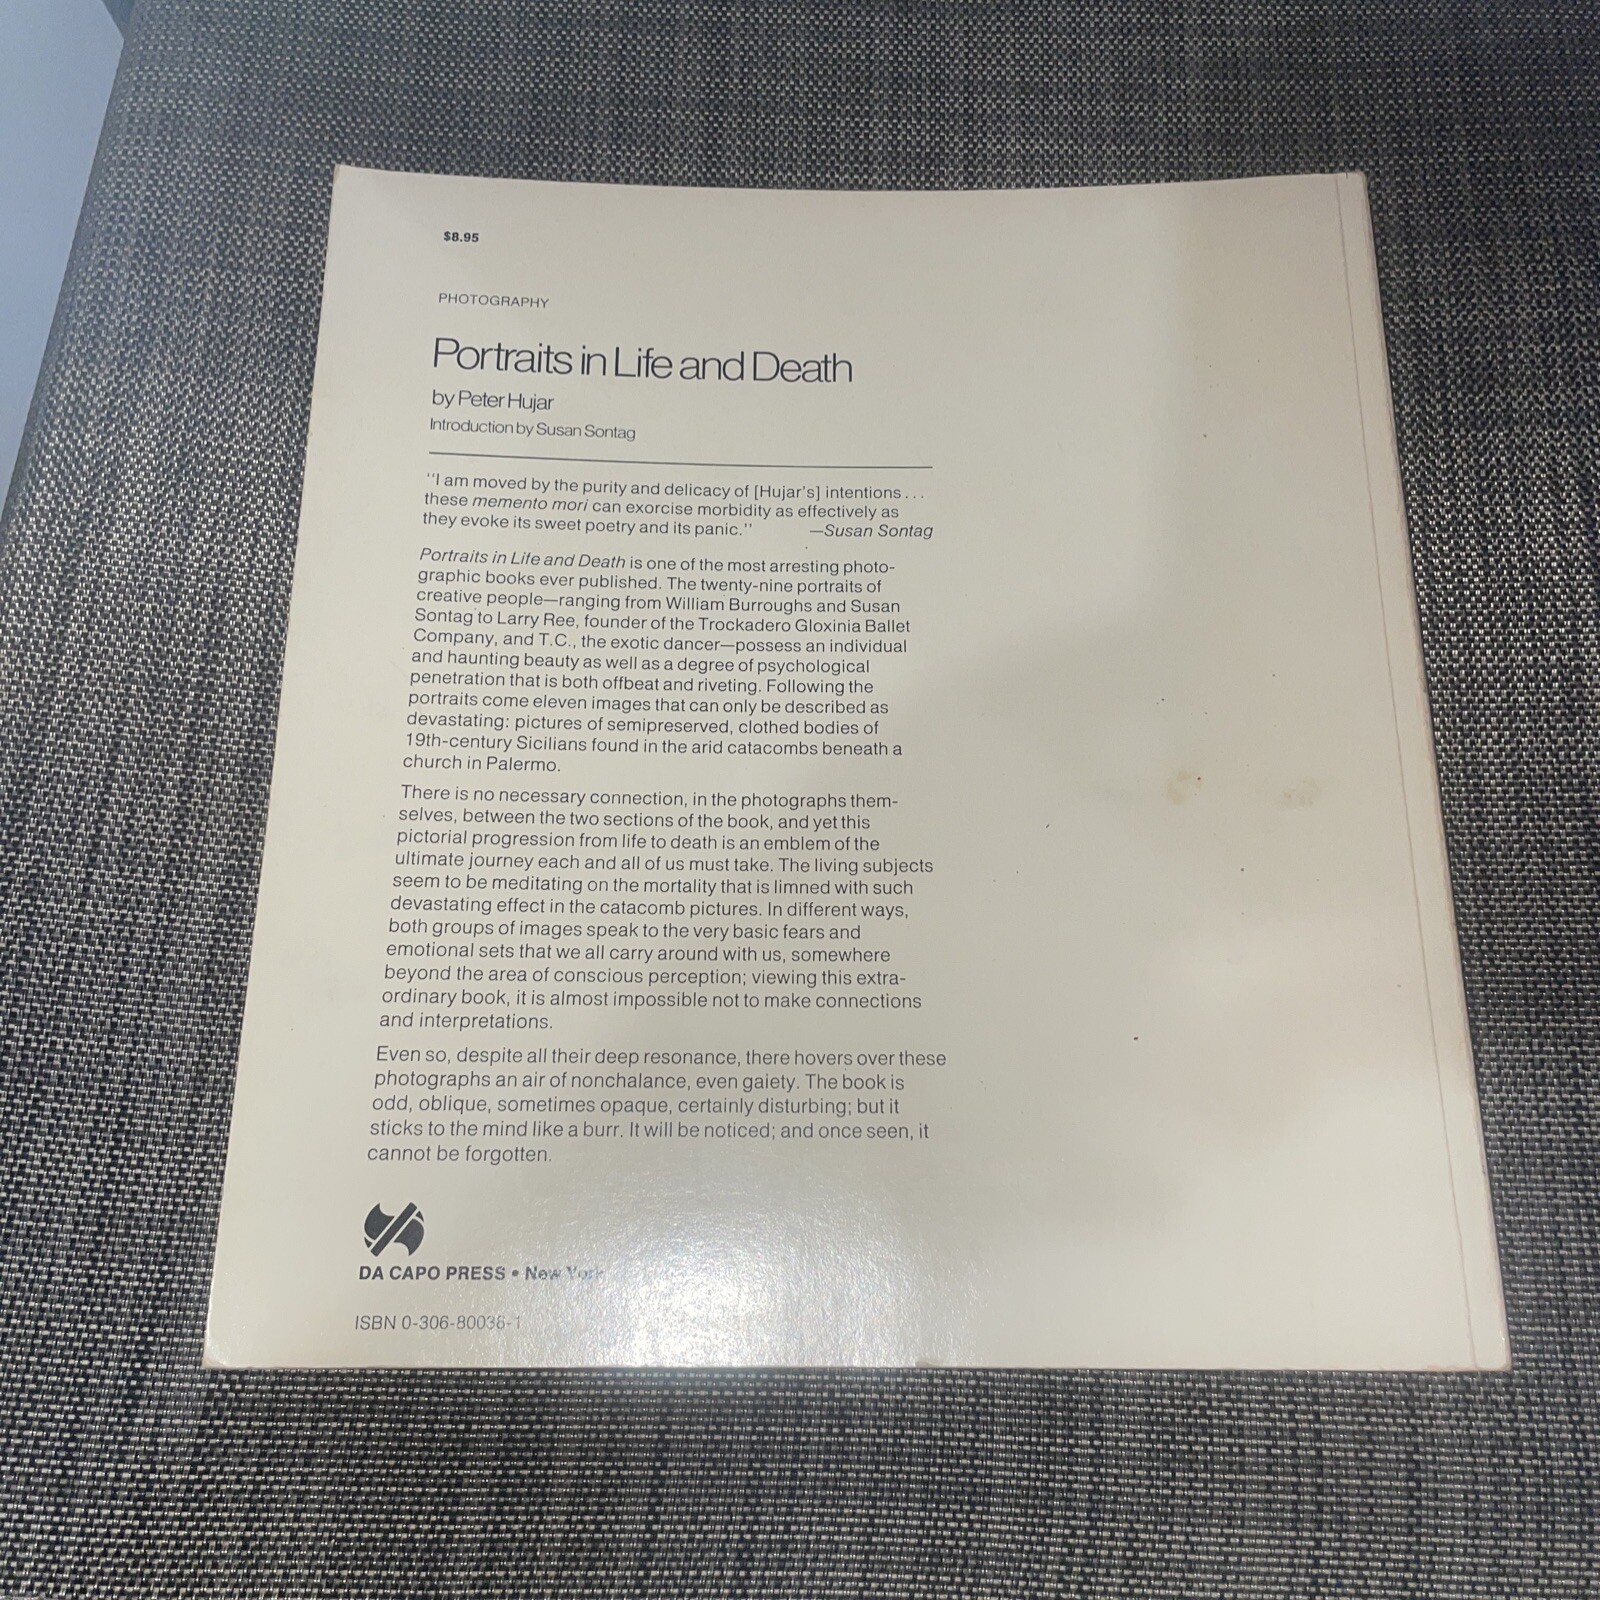 $8.95
PHOTOGRAPHY
Portraits in Life and Death
by Peter Hujar
Introduction by Susan Sontag
"I am moved by the purity and delicacy of [Hujar's] intentions...
these memento mori can exorcise morbidity as effectively as
they evoke its sweet poetry and its panic." —Susan Sontag
Portraits in Life and Death is one of the most arresting photo-
graphic books ever published. The twenty-nine portraits of
creative people—ranging from William Burroughs and Susan
Sontag to Larry Ree, founder of the Trockadero Gloxinia Ballet
Company, and T.C., the exotic dancer—possess an individual
and haunting beauty as well as a degree of psychological
penetration that is both offbeat and riveting. Following the
portraits come eleven images that can only be described as
devastating: pictures of semipreserved, clothed bodies of
19th-century Sicilians found in the arid catacombs beneath a
church in Palermo.
There is no necessary connection, in the photographs them-
selves, between the two sections of the book, and yet this
pictorial progression from life to death is an emblem of the
ultimate journey each and all of us must take. The living subjects
seem to be meditating on the mortality that is limned with such
devastating effect in the catacomb pictures. In different ways,
both groups of images speak to the very basic fears and
emotional sets that we all carry around with us, somewhere
beyond the area of conscious perception; viewing this extra-
ordinary book, it is almost impossible not to make connections
and interpretations.
Even so, despite all their deep resonance, there hovers over these
photographs an air of nonchalance, even gaiety. The book is
odd, oblique, sometimes opaque, certainly disturbing; but it
sticks to the mind like a burr. It will be noticed; and once seen, it
cannot be forgotten.
DA CAPO PRESS • New York
ISBN 0-306-80038-1